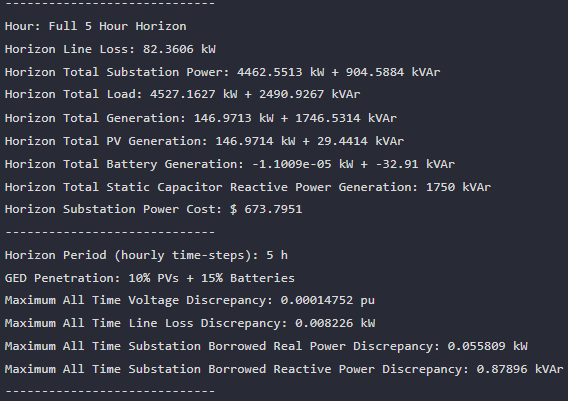 -----------------------------
Hour: Full 5 Hour Horizon
Horizon Line Loss: 82.3606 kW
Horizon Total Substation Power: 4462.5513 kW + 904.5884 kVAr
Horizon Total Load: 4527.1627 kW + 2490.9267 kVAr
Horizon Total Generation: 146.9713 kW + 1746.5314 kVAr
Horizon Total PV Generation: 146.9714 kW + 29.4414 kVAr
Horizon Total Battery Generation: -1.1009e-05 kW + -32.91 kVAr
Horizon Total Static Capacitor Reactive Power Generation: 1750 kVAr
Horizon Substation Power Cost: $ 673.7951
-----------------------------
Horizon Period (hourly time-steps): 5 h
GED Penetration: 10% PVs + 15% Batteries
Maximum All Time Voltage Discrepancy: 0.00014752 pu
Maximum All Time Line Loss Discrepancy: 0.008226 kW
Maximum All Time Substation Borrowed Real Power Discrepancy: 0.055809 kW
Maximum All Time Substation Borrowed Reactive Power Discrepancy: 0.87896 kVAr
-----------------------------